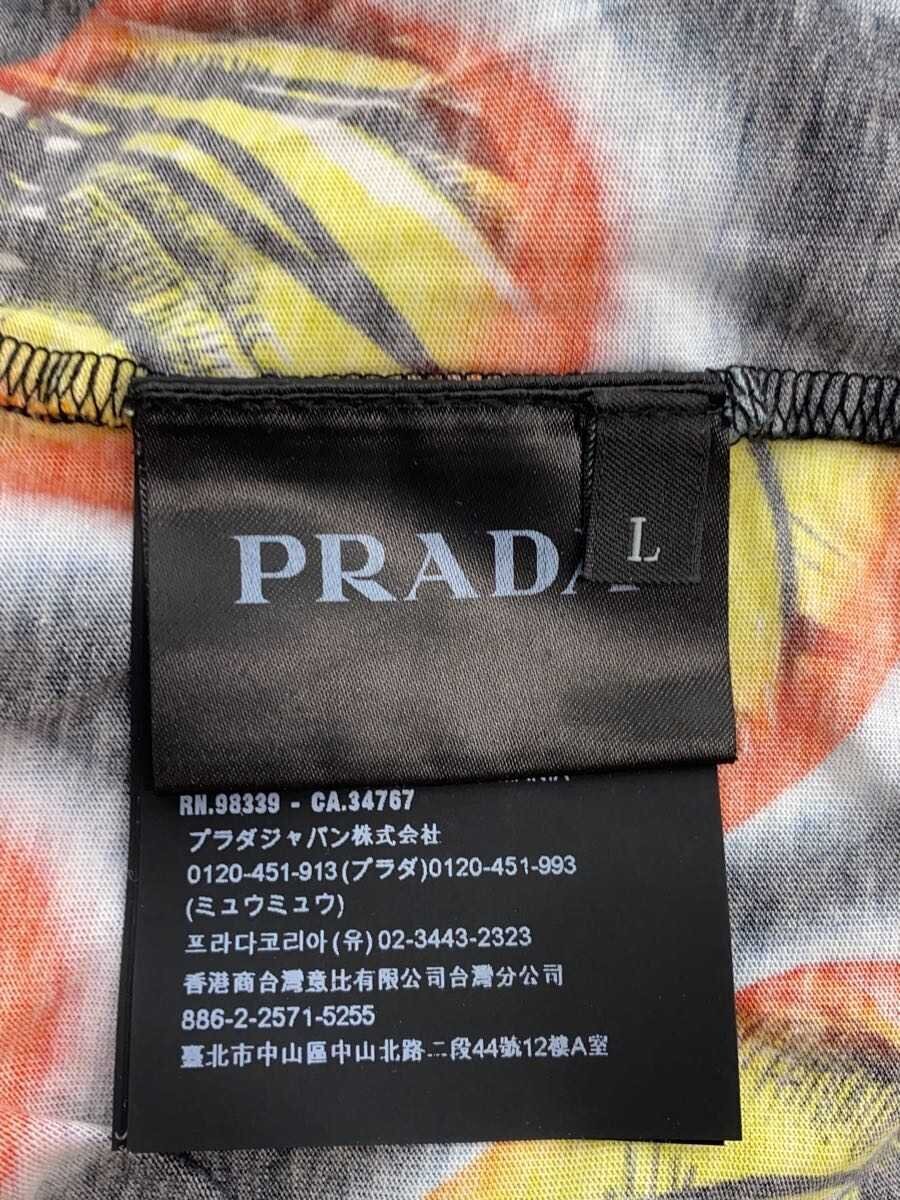 PRADA
L
RN.98339 - CA.34767
プラダジャパン株式会社
0120-451-913(プラダ)0120-451-993
(ミュウミュウ)
프라다코리아(유)02-3443-2323
香港商台灣意比有限公司台灣分公司
886-2-2571-5255
臺北市中山區中山北路二段44號12樓A室